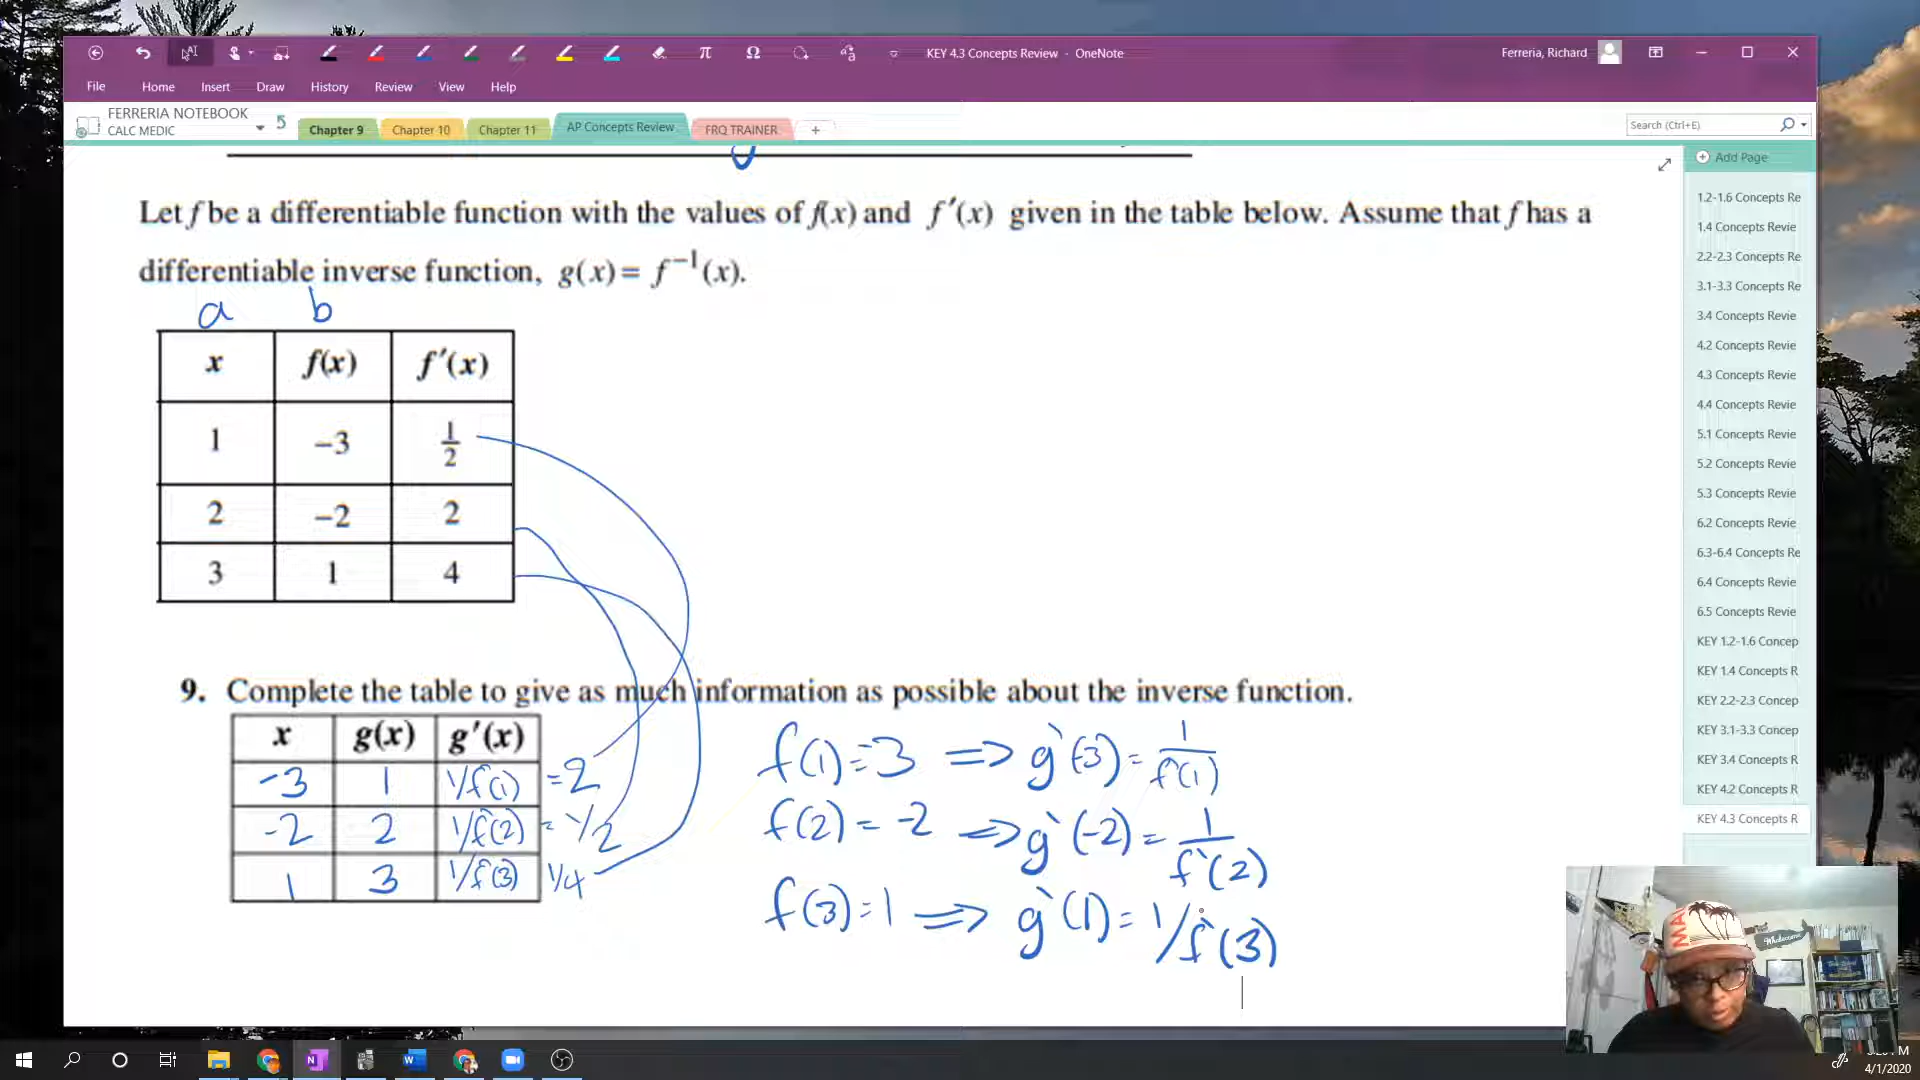 KEY 4.3 Concepts Review - OneNote
Ferreria, Richard
File Home Insert Draw History Review View Help
FERRERIA NOTEBOOK
CALC MEDIC
5
Chapter 9 Chapter 10 Chapter 11 AP Concepts Review FRQ TRAINER +
Search (Ctrl+E)
Add Page
Let f be a differentiable function with the values of f(x) and f′(x) given in the table below. Assume that f has a
differentiable inverse function, g(x) = f⁻¹(x).
a b
x f(x) f′(x)
1 −3 1/2
2 −2 2
3 1 4
9. Complete the table to give as much information as possible about the inverse function.
x g(x) g′(x)
-3 1 1/f'(1) = 2
-2 2 1/f'(2) = 1/2
1 3 1/f'(3) 1/4
f(1) = -3 => g'(-3) = 1/f'(1)
f(2) = -2 => g'(-2) = 1/f'(2)
f(3) = 1 => g'(1) = 1/f'(3)
1.2-1.6 Concepts Re
1.4 Concepts Revie
2.2-2.3 Concepts Re
3.1-3.3 Concepts Re
3.4 Concepts Revie
4.2 Concepts Revie
4.3 Concepts Revie
4.4 Concepts Revie
5.1 Concepts Revie
5.2 Concepts Revie
5.3 Concepts Revie
6.2 Concepts Revie
6.3-6.4 Concepts Re
6.4 Concepts Revie
6.5 Concepts Revie
KEY 1.2-1.6 Concep
KEY 1.4 Concepts R
KEY 2.2-2.3 Concep
KEY 3.1-3.3 Concep
KEY 3.4 Concepts R
KEY 4.2 Concepts R
KEY 4.3 Concepts R
4/1/2020